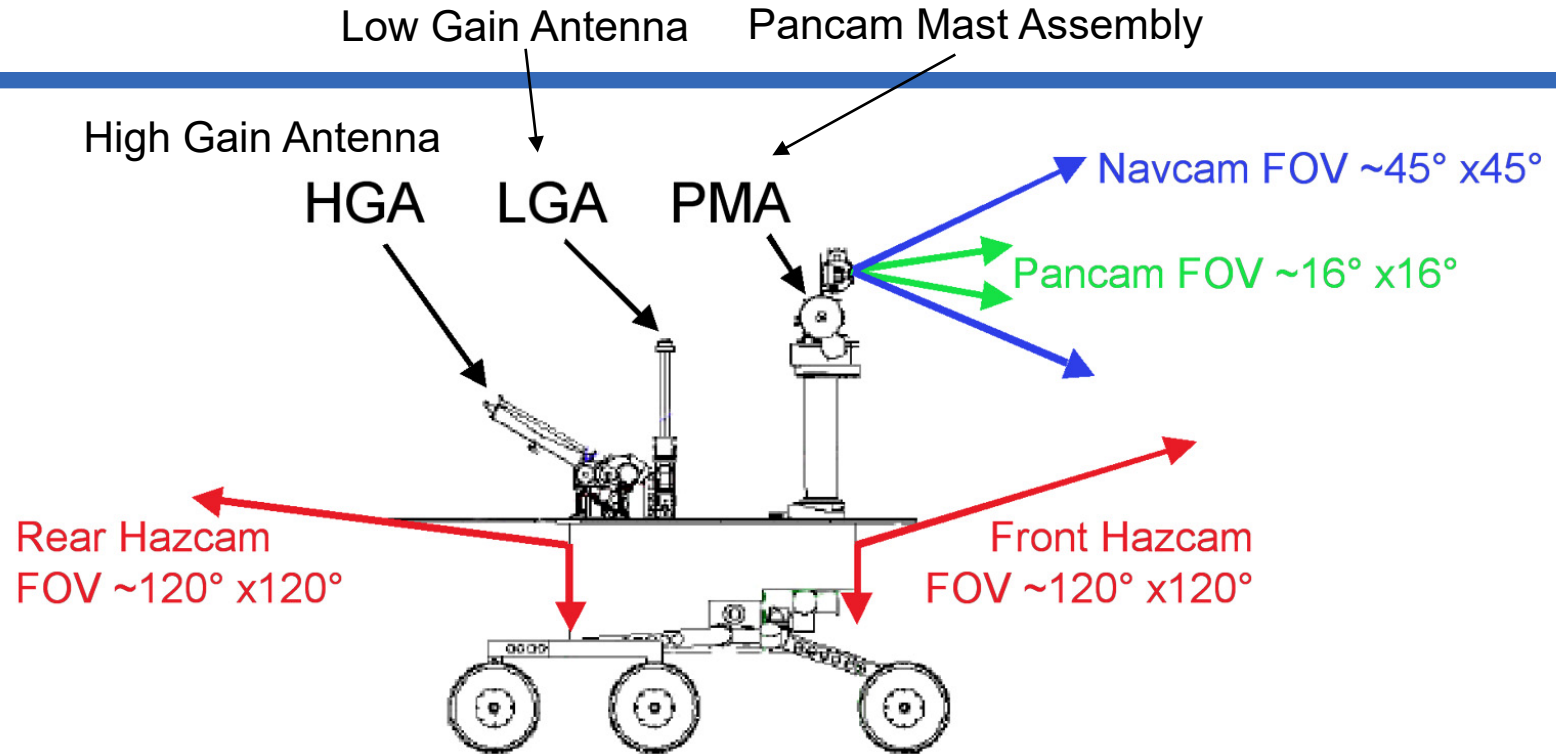 Low Gain Antenna
Pancam Mast Assembly
High Gain Antenna
HGA
LGA
PMA
Navcam FOV ~45° x45°
Pancam FOV ~16° x16°
Rear Hazcam
FOV ~120° x120°
Front Hazcam
FOV ~120° x120°